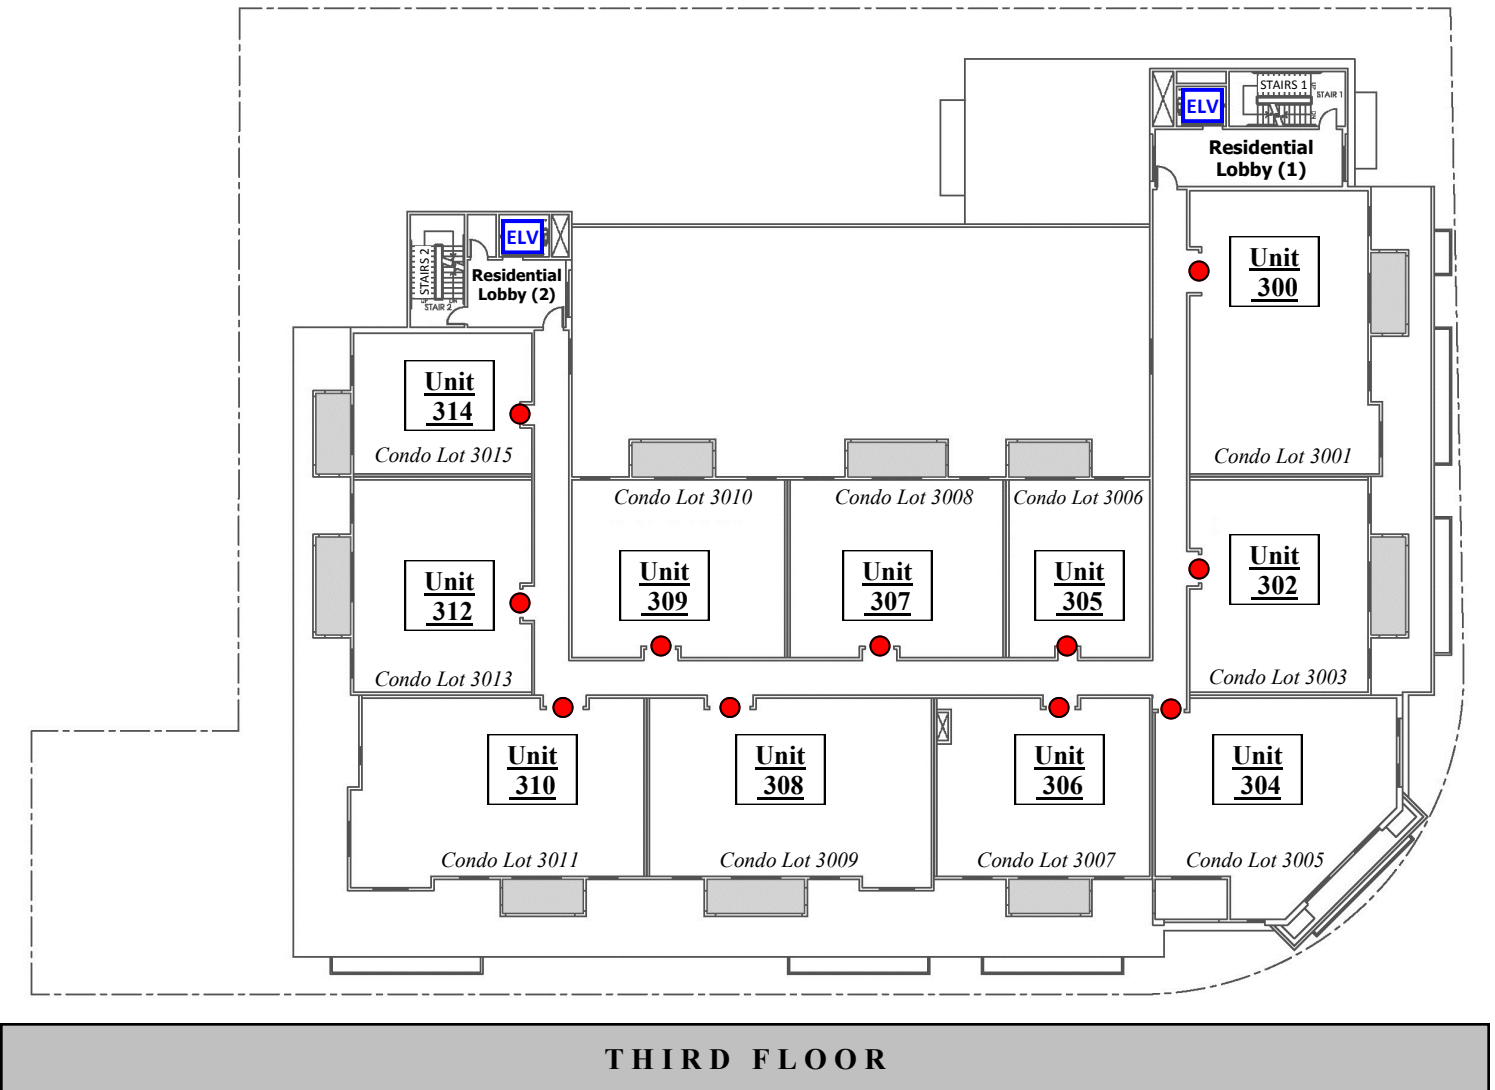 STAIRS 1
STAIR 1
ELV
Residential
Lobby (1)
ELV
STAIRS 2
STAIR 2
Residential
Lobby (2)
Unit
300
Condo Lot 3001
Unit
314
Condo Lot 3015
Condo Lot 3010
Condo Lot 3008
Condo Lot 3006
Unit
309
Unit
307
Unit
305
Unit
302
Condo Lot 3003
Unit
312
Condo Lot 3013
Unit
310
Condo Lot 3011
Unit
308
Condo Lot 3009
Unit
306
Condo Lot 3007
Unit
304
Condo Lot 3005
THIRD FLOOR